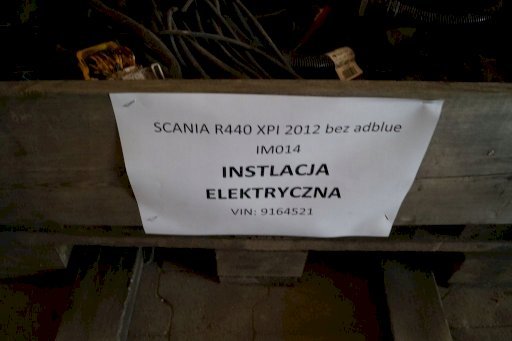 SCANIA R440 XPI 2012 bez adblue
IM014
INSTLACJA
ELEKTRYCZNA
VIN: 9164521